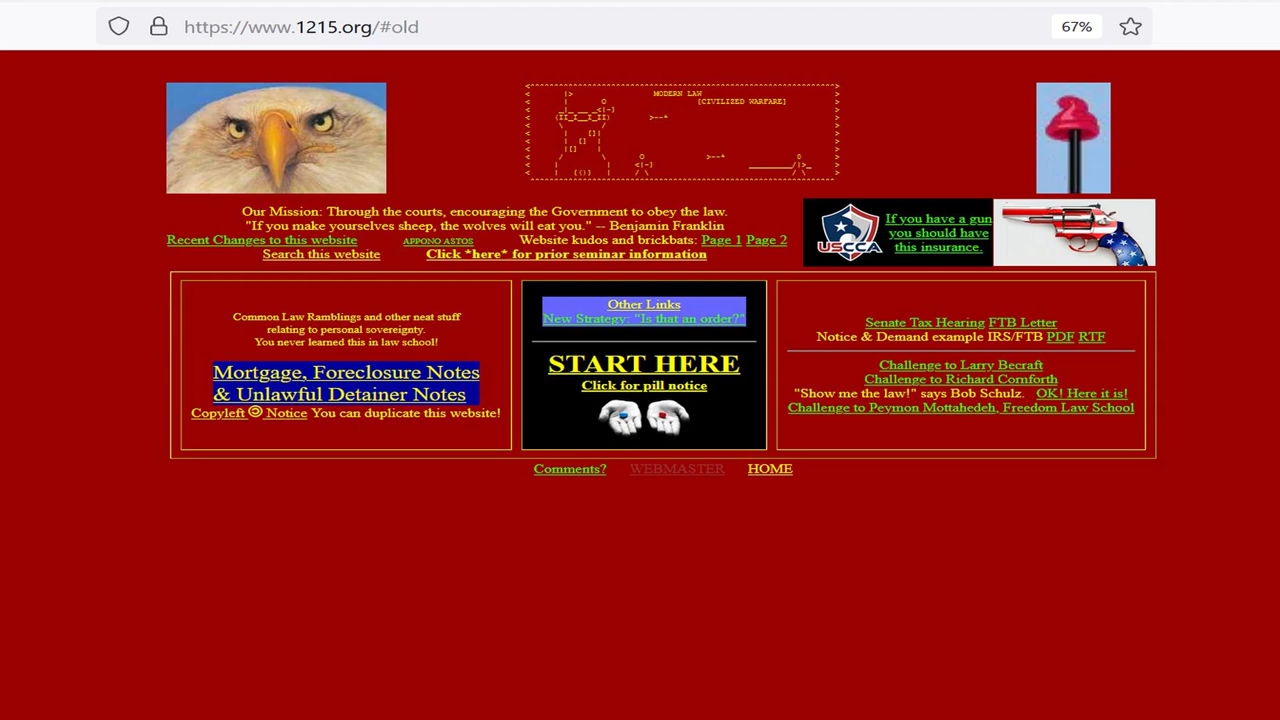 https://www.1215.org/#old
67%
MODERN LAW
[CIVILIZED WARFARE]
Our Mission: Through the courts, encouraging the Government to obey the law.
"If you make yourselves sheep, the wolves will eat you." -- Benjamin Franklin
Recent Changes to this website APPONO ASTOS Website kudos and brickbats: Page 1 Page 2
Search this website Click *here* for prior seminar information
USCCA
If you have a gun
you should have
this insurance.
Common Law Ramblings and other neat stuff
relating to personal sovereignty.
You never learned this in law school!
Mortgage, Foreclosure Notes
& Unlawful Detainer Notes
Copyleft Notice You can duplicate this website!
Other Links
New Strategy: "Is that an order?"
START HERE
Click for pill notice
Senate Tax Hearing FTB Letter
Notice & Demand example IRS/FTB PDF RTF
Challenge to Larry Becraft
Challenge to Richard Cornforth
"Show me the law!" says Bob Schulz. OK! Here it is!
Challenge to Peymon Mottahedeh, Freedom Law School
Comments? WEBMASTER HOME